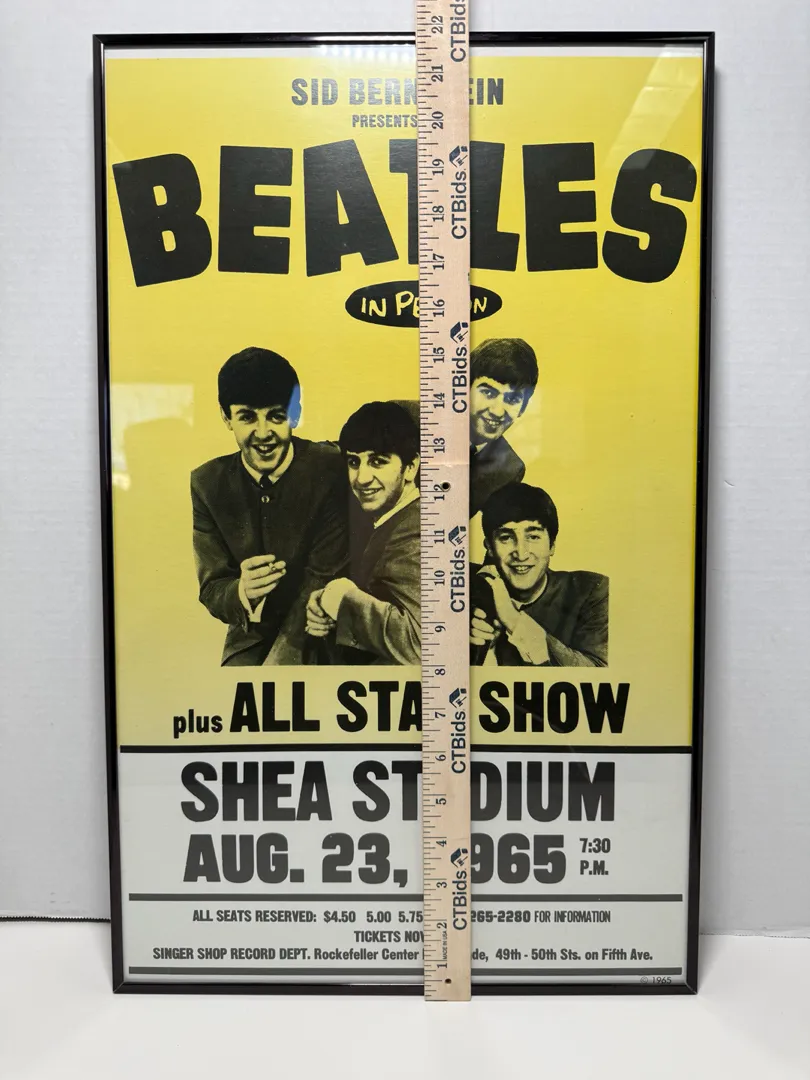 SID BERN EIN
PRESENTS
BEATLES
IN PE ON
plus ALL STA SHOW
SHEA ST DIUM
AUG. 23, 965 7:30
P.M.
ALL SEATS RESERVED: $4.50 5.00 5.75 265-2280 FOR INFORMATION
TICKETS NOW
SINGER SHOP RECORD DEPT. Rockefeller Center de, 49th - 50th Sts. on Fifth Ave.
© 1965
1 2 3 4 5 6 7 8 9 10 11 12 13 14 15 16 17 18 19 20 21 22
MADE IN USA
CTBids CTBids CTBids CTBids CTBids CTBids